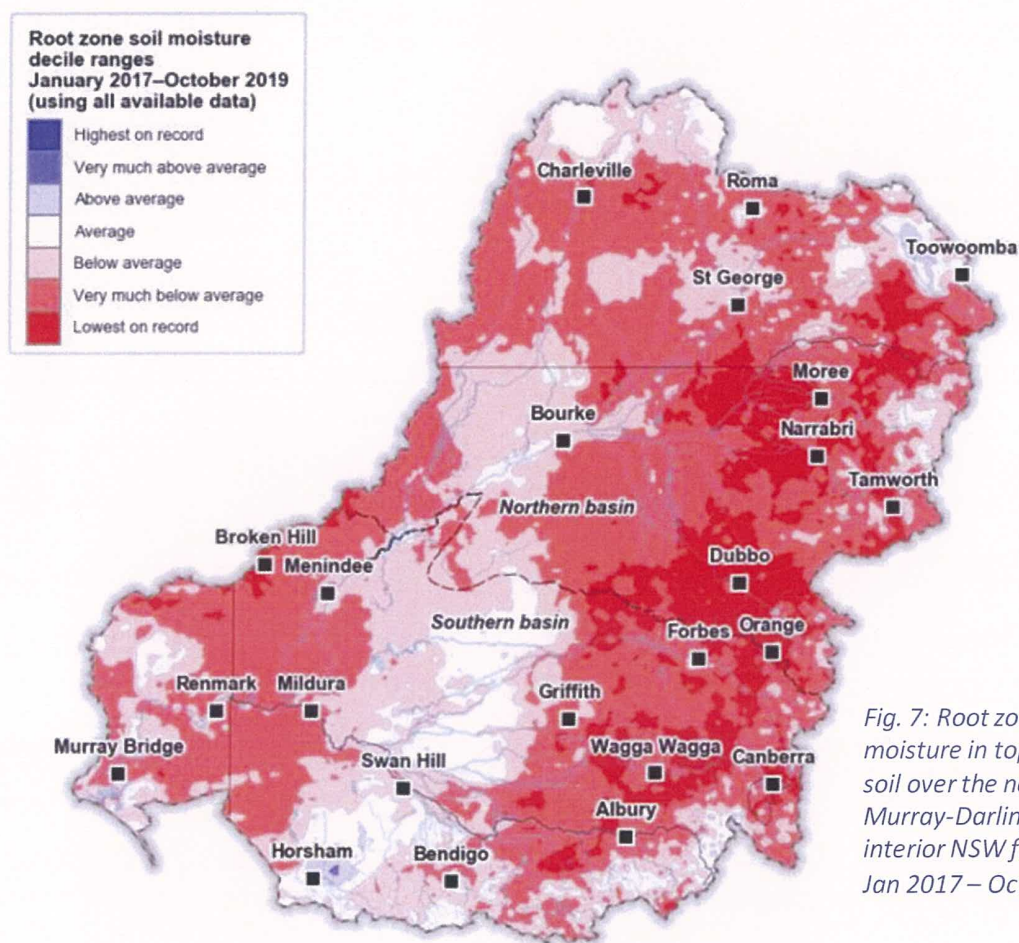 Root zone soil moisture
decile ranges
January 2017–October 2019
(using all available data)
Highest on record
Very much above average
Above average
Average
Below average
Very much below average
Lowest on record
Charleville
Roma
Toowoomba
St George
Moree
Bourke
Narrabri
Tamworth
Northern basin
Broken Hill
Menindee
Dubbo
Southern basin
Forbes
Orange
Renmark
Mildura
Griffith
Murray Bridge
Swan Hill
Wagga Wagga
Canberra
Albury
Horsham
Bendigo
Fig. 7: Root zo
moisture in top
soil over the no
Murray-Darlin
interior NSW f
Jan 2017 – Oc